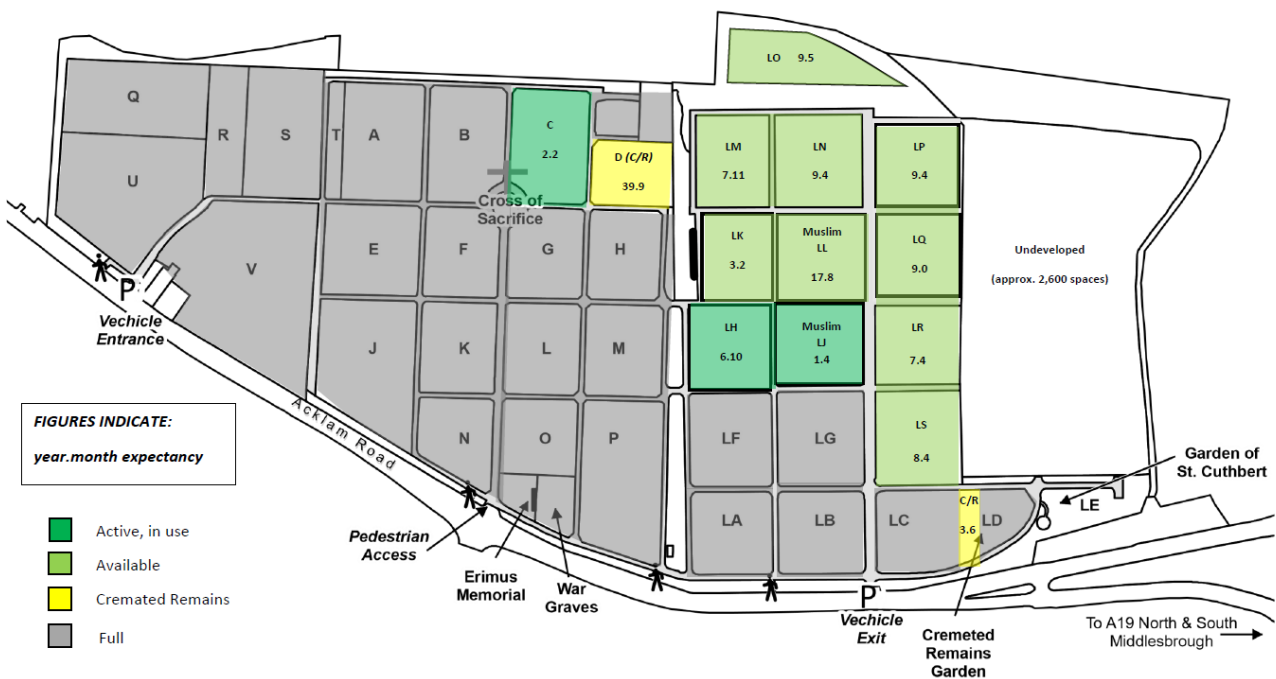 LO 9.5
Q
R
S
T
A
B
C
2.2
D (C/R)
39.9
LM
7.11
LN
9.4
LP
9.4
U
Cross of
Sacrifice
V
E
F
G
H
LK
3.2
Muslim
LL
17.8
LQ
9.0
Undeveloped
(approx. 2,600 spaces)
P
Vechicle
Entrance
J
K
L
M
LH
6.10
Muslim
LJ
1.4
LR
7.4
FIGURES INDICATE:
year.month expectancy
Acklam Road
N
O
P
LF
LG
LS
8.4
Garden of
St. Cuthbert
LA
LB
LC
C/R
3.6
LD
LE
Active, in use
Available
Cremated Remains
Full
Pedestrian
Access
Erimus
Memorial
War
Graves
P
Vechicle
Exit
Cremeted
Remains
Garden
To A19 North & South
Middlesbrough